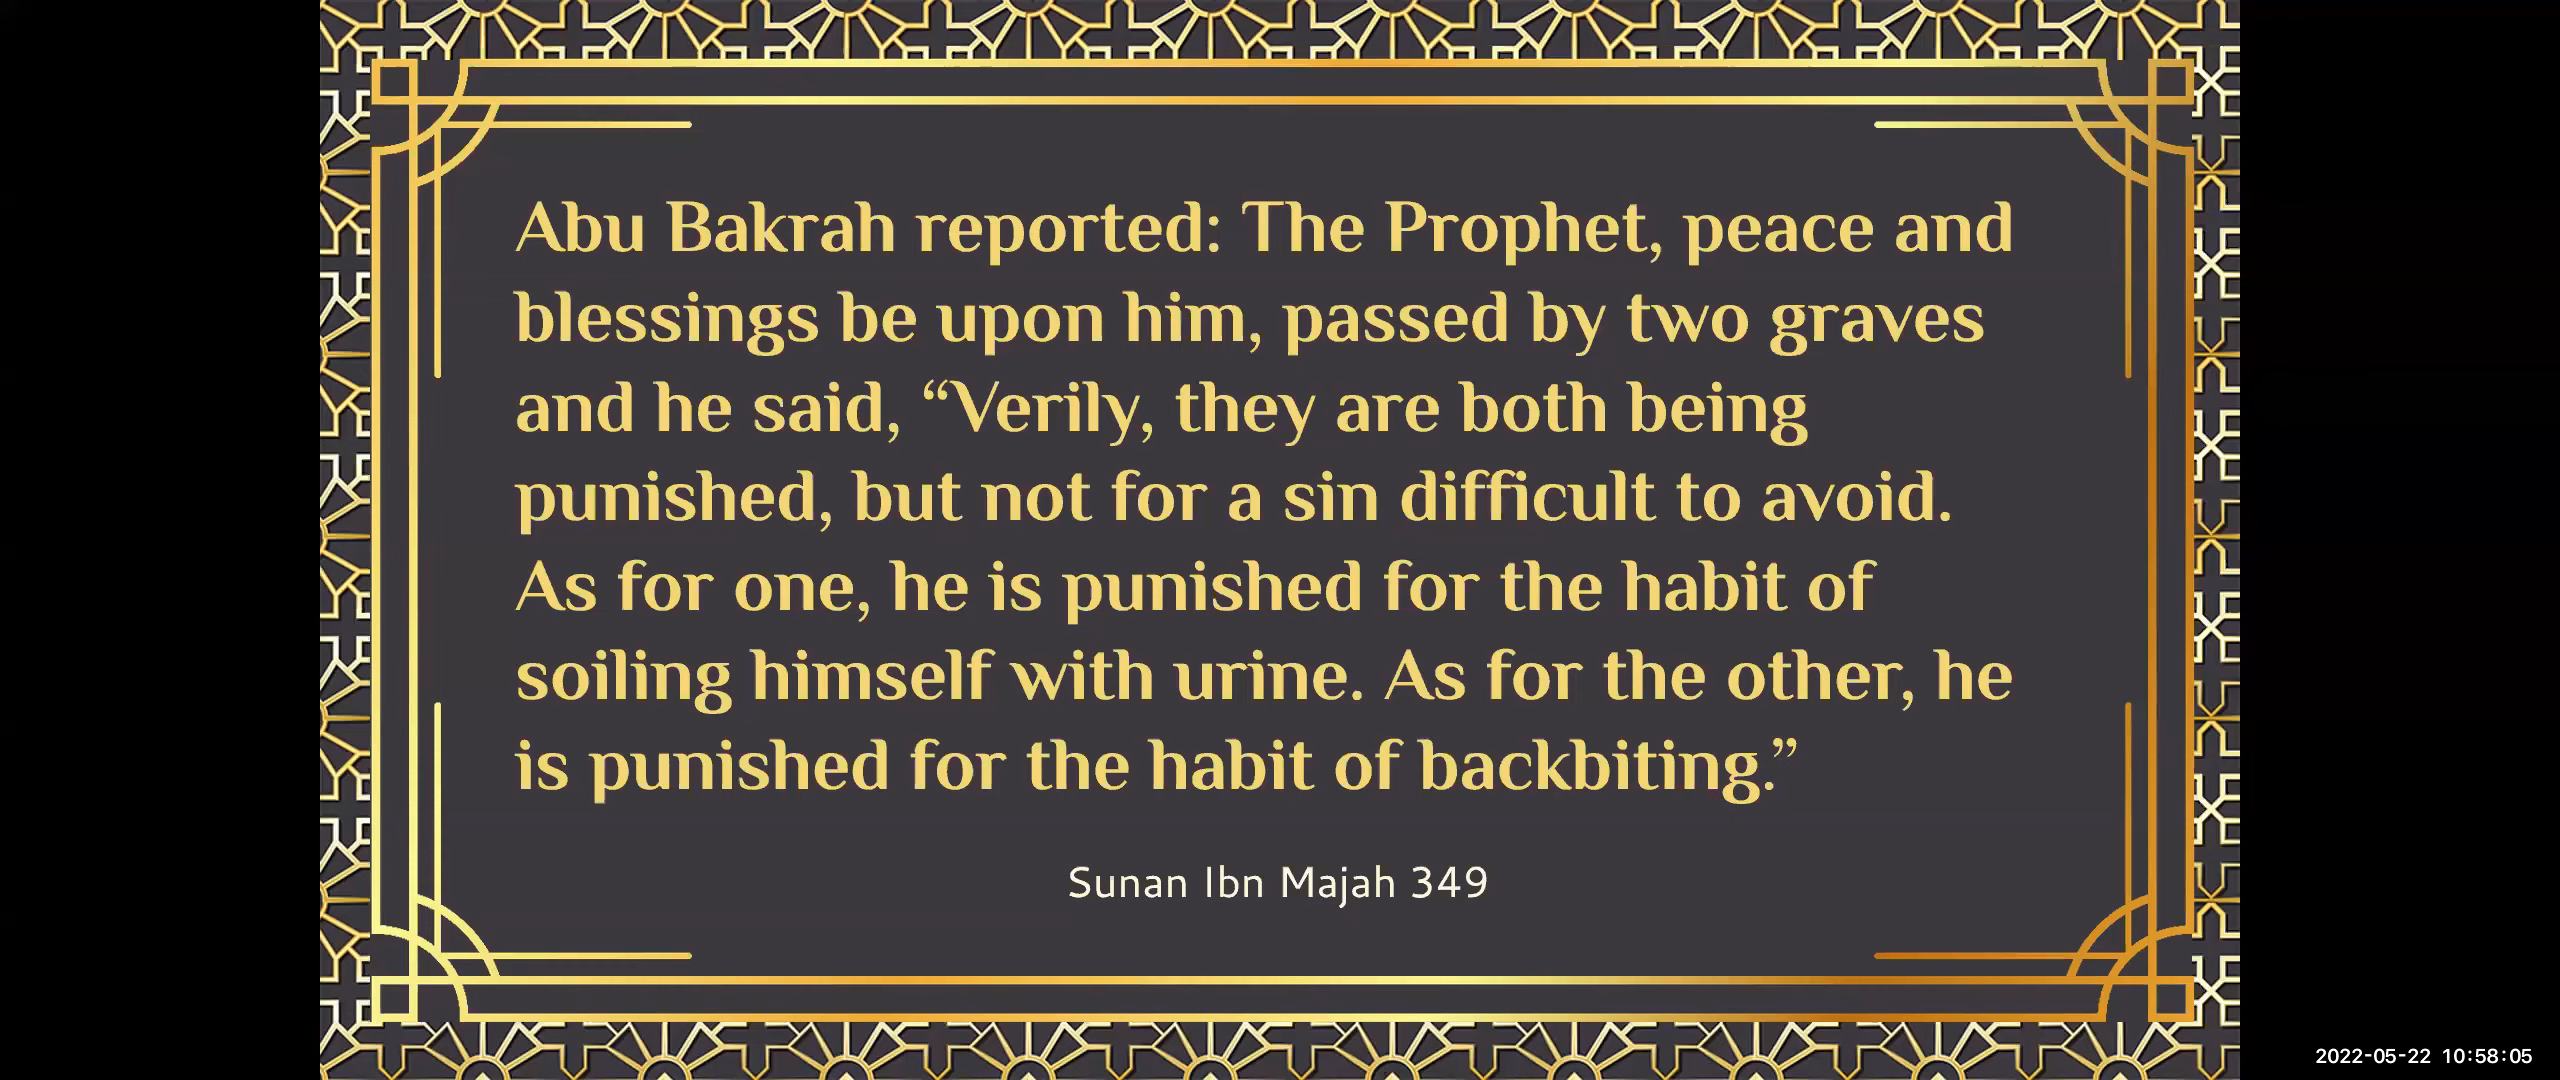 Abu Bakrah reported: The Prophet, peace and
blessings be upon him, passed by two graves
and he said, “Verily, they are both being
punished, but not for a sin difficult to avoid.
As for one, he is punished for the habit of
soiling himself with urine. As for the other, he
is punished for the habit of backbiting.”
Sunan Ibn Majah 349
2022-05-22 10:58:05